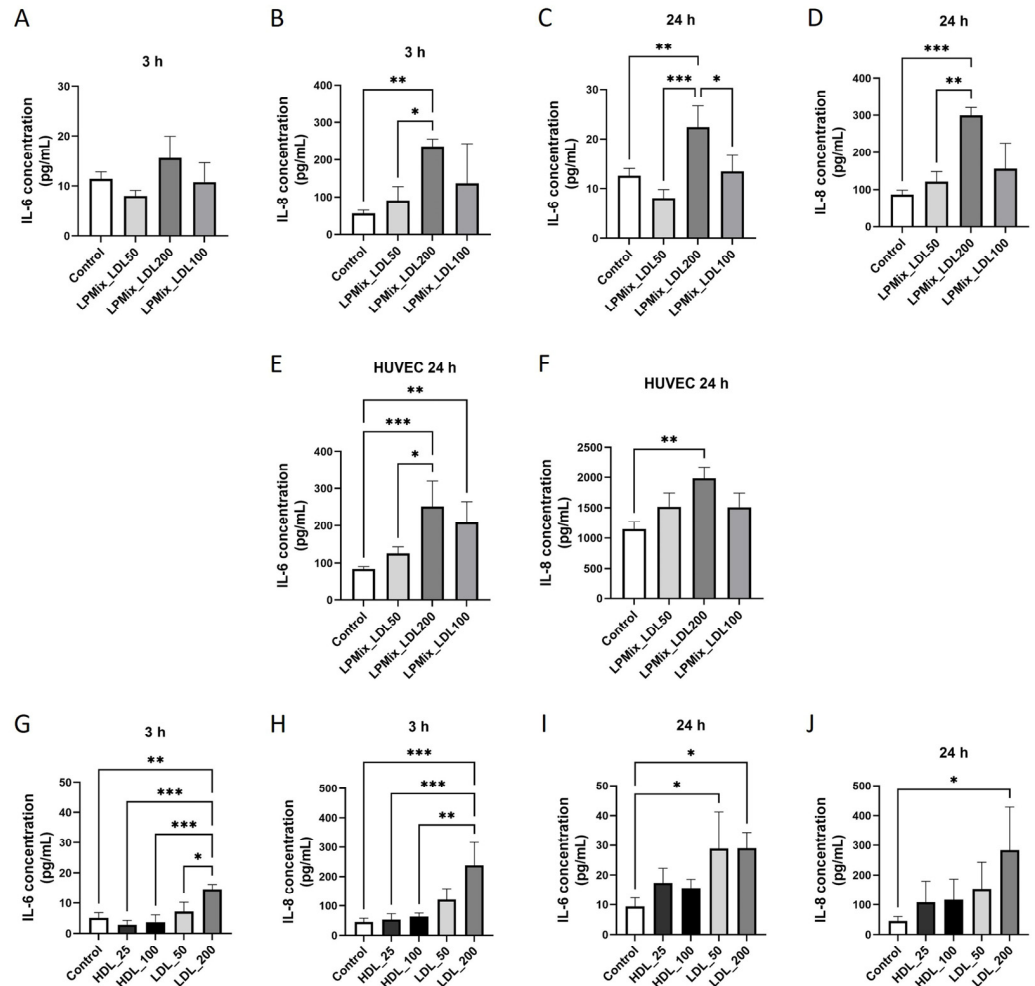 A
3 h
IL-6 concentration
(pg/mL)
30
20
10
0
Control
LPMix_LDL50
LPMix_LDL200
LPMix_LDL100
B
3 h
IL-8 concentration
(pg/mL)
400
300
200
100
0
**
*
Control
LPMix_LDL50
LPMix_LDL200
LPMix_LDL100
C
24 h
IL-6 concentration
(pg/mL)
30
20
10
0
**
***
*
Control
LPMix_LDL50
LPMix_LDL200
LPMix_LDL100
D
24 h
IL-8 concentration
(pg/mL)
400
300
200
100
0
***
**
Control
LPMix_LDL50
LPMix_LDL200
LPMix_LDL100
E
HUVEC 24 h
IL-6 concentration
(pg/mL)
400
300
200
100
0
**
***
*
Control
LPMix_LDL50
LPMix_LDL200
LPMix_LDL100
F
HUVEC 24 h
IL-8 concentration
(pg/mL)
2500
2000
1500
1000
500
0
**
Control
LPMix_LDL50
LPMix_LDL200
LPMix_LDL100
G
3 h
IL-6 concentration
(pg/mL)
50
40
30
20
10
0
**
***
***
*
Control
HDL_25
HDL_100
LDL_50
LDL_200
H
3 h
IL-8 concentration
(pg/mL)
500
400
300
200
100
0
***
***
**
Control
HDL_25
HDL_100
LDL_50
LDL_200
I
24 h
IL-6 concentration
(pg/mL)
50
40
30
20
10
0
*
*
Control
HDL_25
HDL_100
LDL_50
LDL_200
J
24 h
IL-8 concentration
(pg/mL)
500
400
300
200
100
0
*
Control
HDL_25
HDL_100
LDL_50
LDL_200